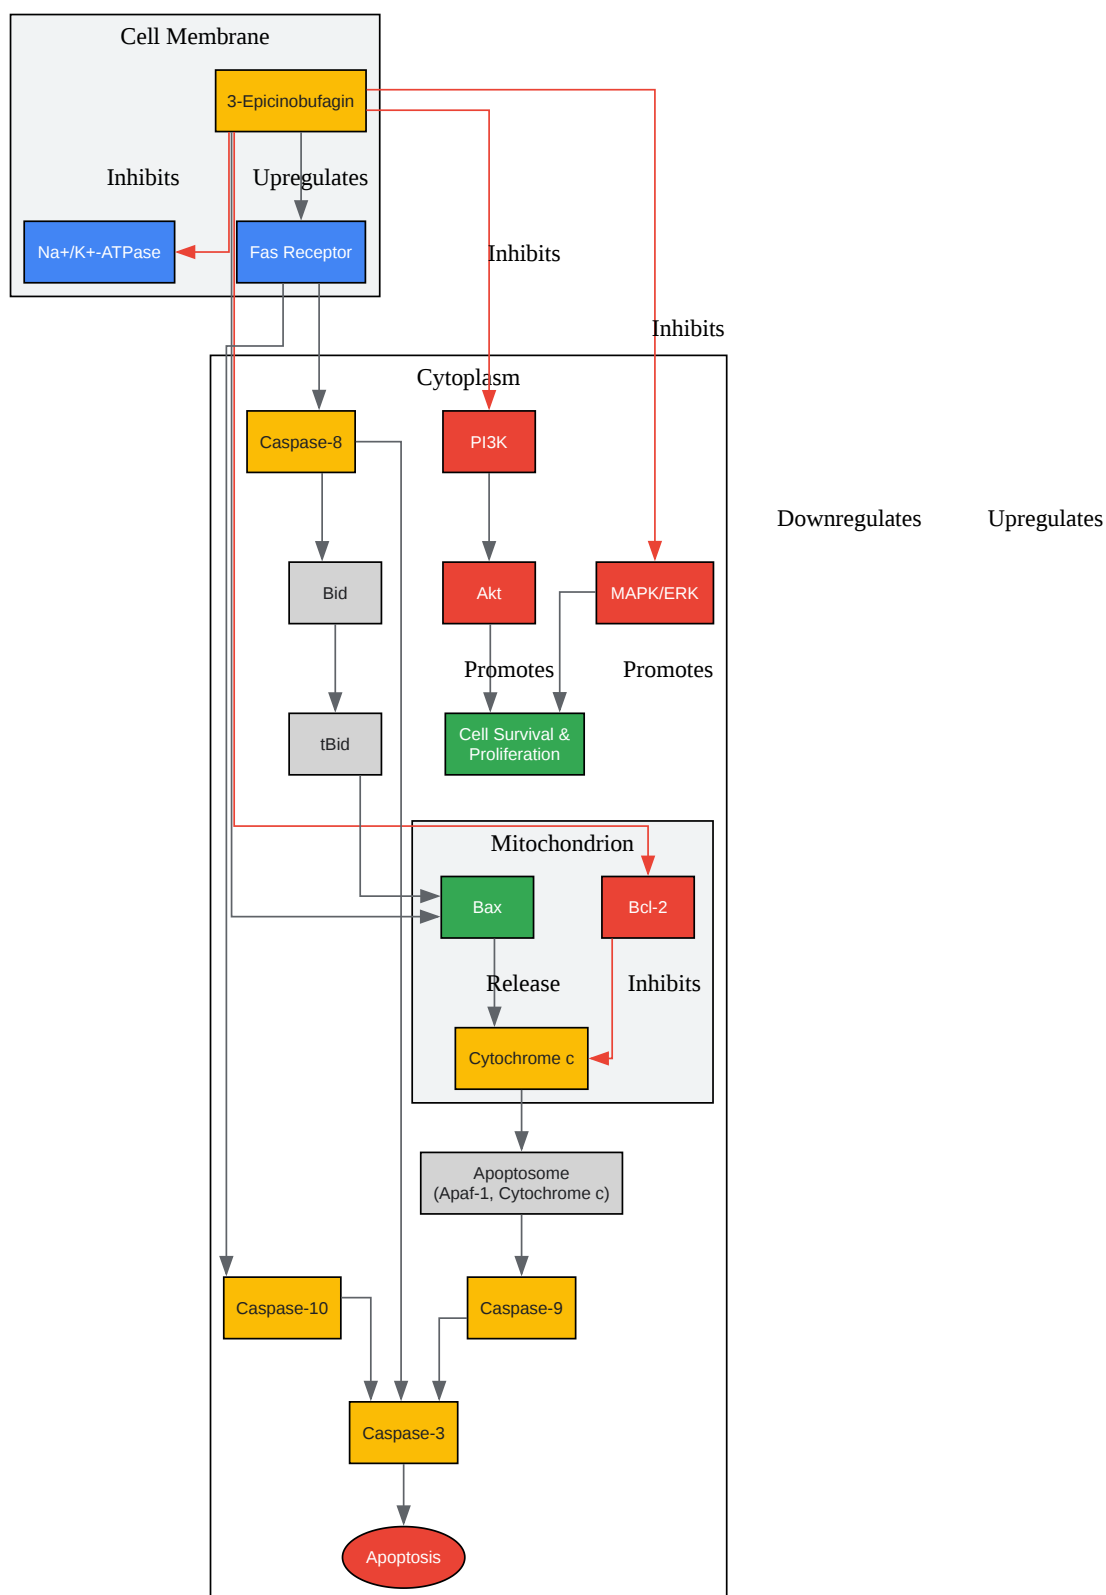 Cell Membrane
3-Epicinobufagin
Inhibits
Upregulates
Na+/K+-ATPase
Fas Receptor
Inhibits
Inhibits
Cytoplasm
Caspase-8
PI3K
Downregulates
Upregulates
Bid
Akt
MAPK/ERK
Promotes
Promotes
tBid
Cell Survival &
Proliferation
Mitochondrion
Bax
Bcl-2
Release
Inhibits
Cytochrome c
Apoptosome
(Apaf-1, Cytochrome c)
Caspase-10
Caspase-9
Caspase-3
Apoptosis